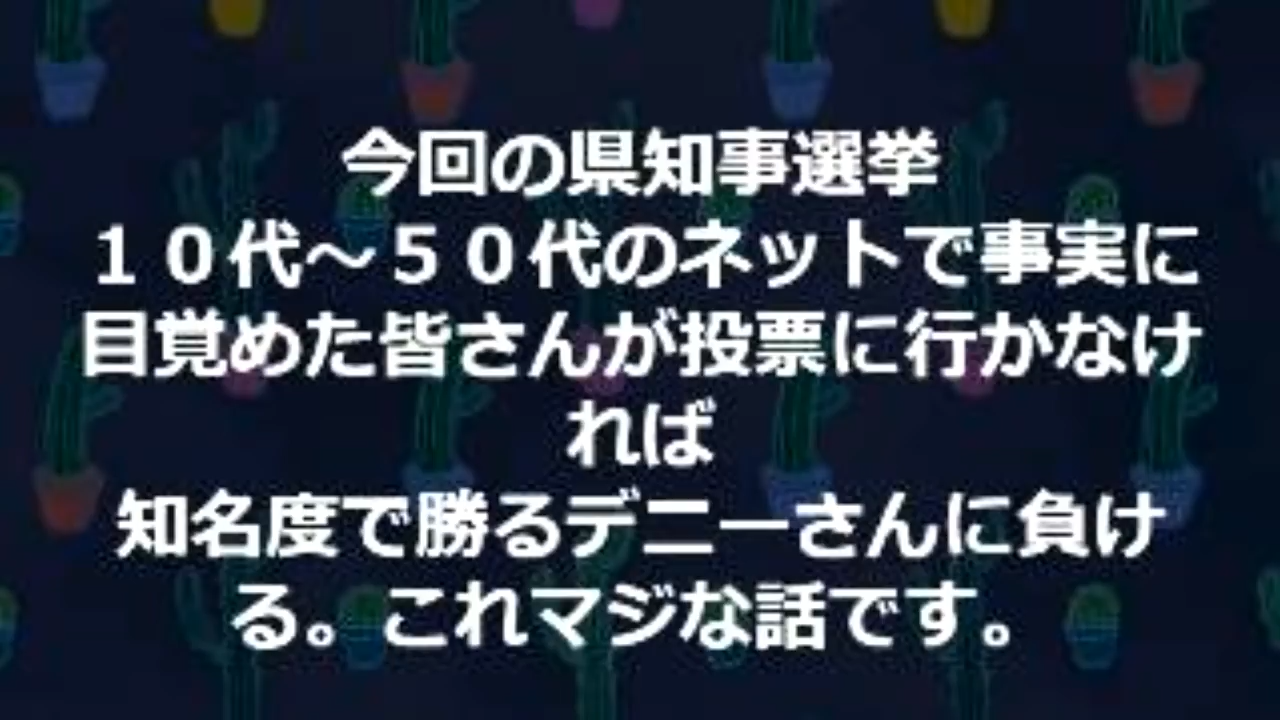 今回の県知事選挙
１０代～５０代のネットで事実に
目覚めた皆さんが投票に行かなけ
れば
知名度で勝るデニーさんに負け
る。これマジな話です。